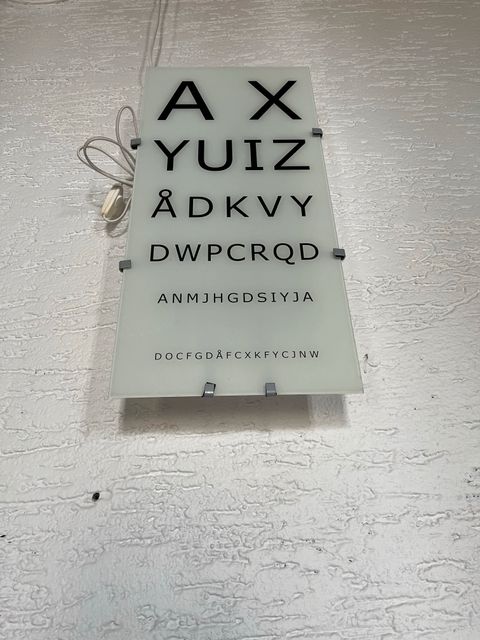 A X
YUIZ
ÅDKVY
DWPCRQD
ANMJHGDSIYJA
DOCFGDÅFCXKFYCJNW